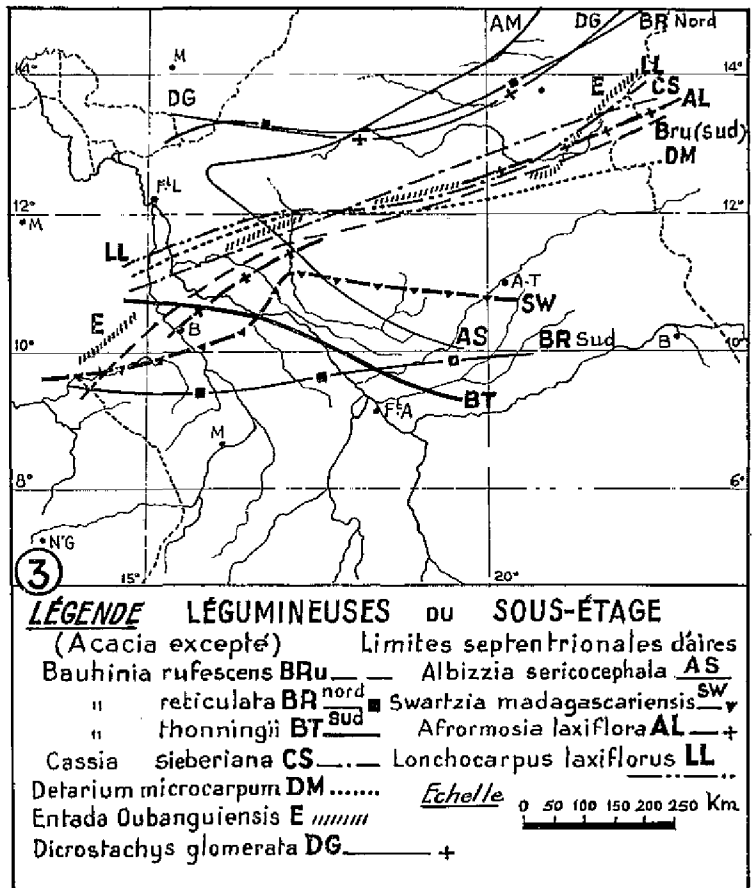 AM DG BR Nord
14° M 14°
DG E LL
CS
AL
Bru (sud)
DM
12° Ft L 12°
M
LL
A-T
SW
E B AS BR Sud B
10° 10°
BT
Ft A
M
8° 6°
N'G
3
15° 20°
LÉGENDE LÉGUMINEUSES DU SOUS-ÉTAGE
(Acacia excepté) Limites septentrionales d'aires
Bauhinia rufescens BRu Albizzia sericocephala AS
" reticulata BR nord Swartzia madagascariensis SW
" thonningii BT Sud Afrormosia laxiflora AL
Cassia sieberiana CS Lonchocarpus laxiflorus LL
Detarium microcarpum DM
Echelle 0 50 100 150 200 250 Km.
Entada Oubanguiensis E
Dicrostachys glomerata DG